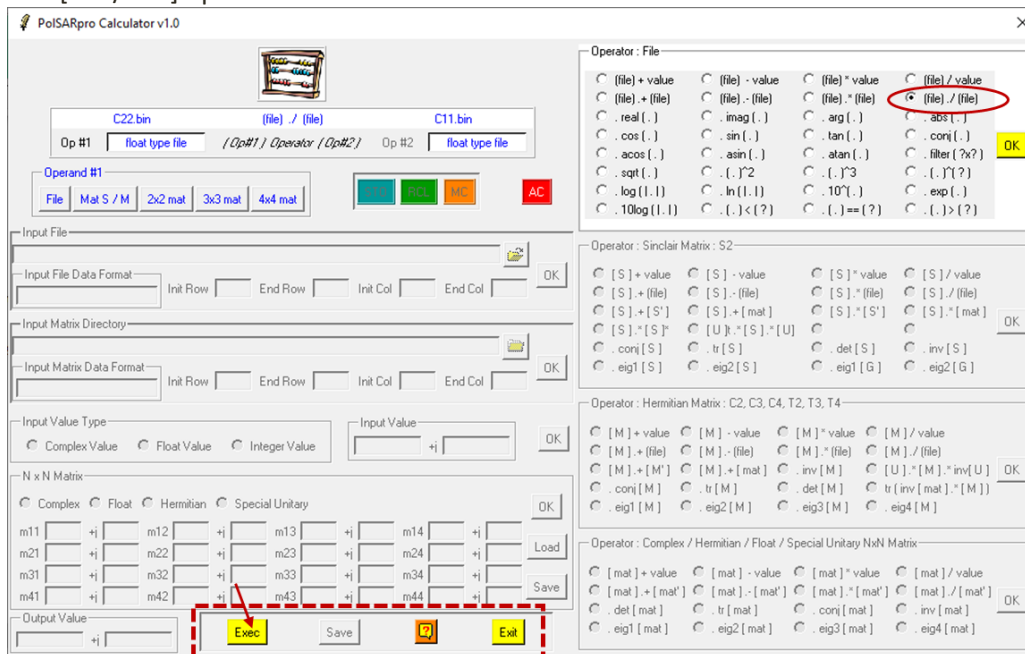 PolSARpro Calculator v1.0
C22.bin (file) ./ (file) C11.bin
Op #1 float type file ( Op#1 ) Operator ( Op#2 ) Op #2 float type file
Operand #1
File Mat S / M 2x2 mat 3x3 mat 4x4 mat
STO RCL MC AC
Input File
Input File Data Format
Init Row End Row Init Col End Col OK
Input Matrix Directory
Input Matrix Data Format
Init Row End Row Init Col End Col OK
Input Value Type
Complex Value Float Value Integer Value
Input Value
+j OK
N x N Matrix
Complex Float Hermitian Special Unitary OK
m11 +j m12 +j m13 +j m14 +j
m21 +j m22 +j m23 +j m24 +j Load
m31 +j m32 +j m33 +j m34 +j
m41 +j m42 +j m43 +j m44 +j Save
Output Value
+j
Exec Save ? Exit
Operator : File
(file) + value (file) - value (file) * value (file) / value
(file) .+ (file) (file) .- (file) (file) .* (file) (file) ./ (file)
. real ( . ) . imag ( . ) . arg ( . ) . abs ( . )
. cos ( . ) . sin ( . ) . tan ( . ) . conj ( . )
OK
. acos ( . ) . asin ( . ) . atan ( . ) . filter ( ?x? )
. sqrt ( . ) . ( . )^2 . ( . )^3 . ( . )^( ? )
. log ( | . | ) . ln ( | . | ) . 10^( . ) . exp ( . )
. 10log ( | . | ) . ( . ) < ( ? ) . ( . ) == ( ? ) . ( . ) > ( ? )
Operator : Sinclair Matrix : S2
[ S ] + value [ S ] - value [ S ] * value [ S ] / value
[ S ] .+ (file) [ S ] .- (file) [ S ] .* (file) [ S ] ./ (file)
[ S ] .+ [ S' ] [ S ] .+ [ mat ] [ S ] .* [ S' ] [ S ] .* [ mat ]
OK
[ S ] .* [ S ]* [ U ]t .* [ S ] .* [ U ]
. conj [ S ] . tr [ S ] . det [ S ] . inv [ S ]
. eig1 [ S ] . eig2 [ S ] . eig1 [ G ] . eig2 [ G ]
Operator : Hermitian Matrix : C2, C3, C4, T2, T3, T4
[ M ] + value [ M ] - value [ M ] * value [ M ] / value
[ M ] .+ (file) [ M ] .- (file) [ M ] .* (file) [ M ] ./ (file)
[ M ] .+ [ M' ] [ M ] .+ [ mat ] . inv [ M ] [ U ] .* [ M ] .* inv[ U ] OK
. conj [ M ] . tr [ M ] . det [ M ] tr ( inv [ mat ] .* [ M ] )
. eig1 [ M ] . eig2 [ M ] . eig3 [ M ] . eig4 [ M ]
Operator : Complex / Hermitian / Float / Special Unitary NxN Matrix
[ mat ] + value [ mat ] - value [ mat ] * value [ mat ] / value
[ mat ] .+ [ mat' ] [ mat ] .- [ mat' ] [ mat ] .* [ mat' ] [ mat ] ./ [ mat' ]
OK
. det [ mat ] . tr [ mat ] . conj [ mat ] . inv [ mat ]
. eig1 [ mat ] . eig2 [ mat ] . eig3 [ mat ] . eig4 [ mat ]